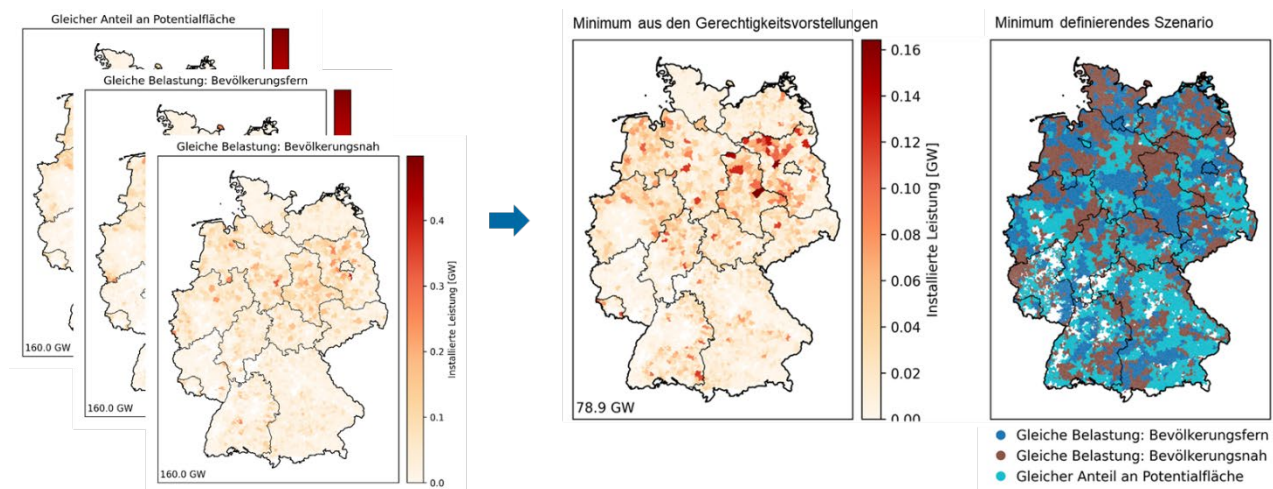 Gleicher Anteil an Potentialfläche
160.0 GW
Gleiche Belastung: Bevölkerungsfern
160.0 GW
Gleiche Belastung: Bevölkerungsnah
0.4
0.3
0.2
0.1
0.0
Installierte Leistung [GW]
160.0 GW
Minimum aus den Gerechtigkeitsvorstellungen
0.16
0.14
0.12
0.10
0.08
0.06
0.04
0.02
0.00
Installierte Leistung [GW]
78.9 GW
Minimum definierendes Szenario
Gleiche Belastung: Bevölkerungsfern
Gleiche Belastung: Bevölkerungsnah
Gleicher Anteil an Potentialfläche